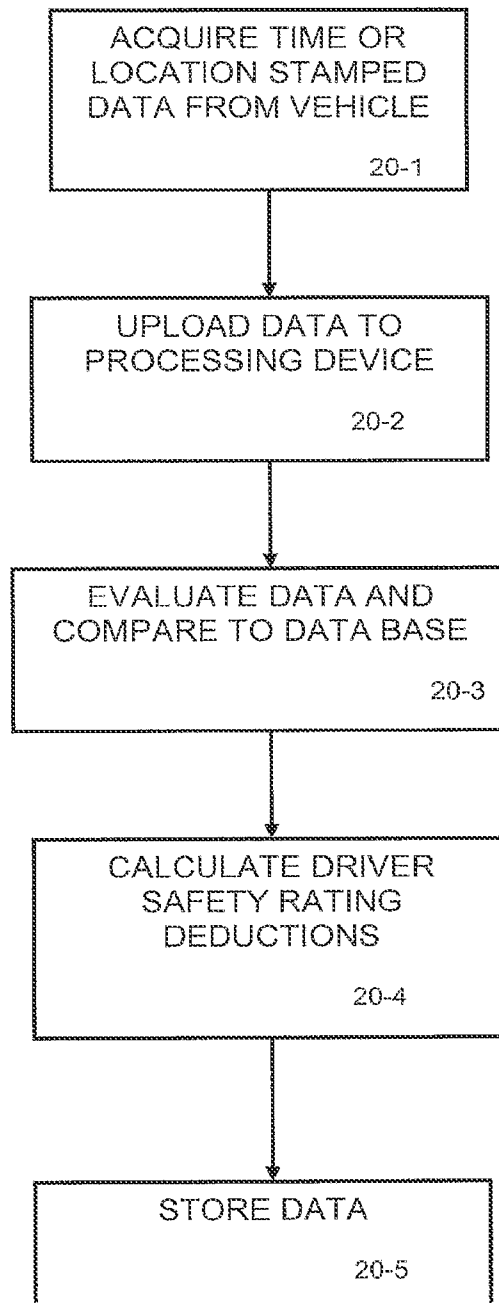 ACQUIRE TIME OR
LOCATION STAMPED
DATA FROM VEHICLE
20-1
UPLOAD DATA TO
PROCESSING DEVICE
20-2
EVALUATE DATA AND
COMPARE TO DATA BASE
20-3
CALCULATE DRIVER
SAFETY RATING
DEDUCTIONS
20-4
STORE DATA
20-5